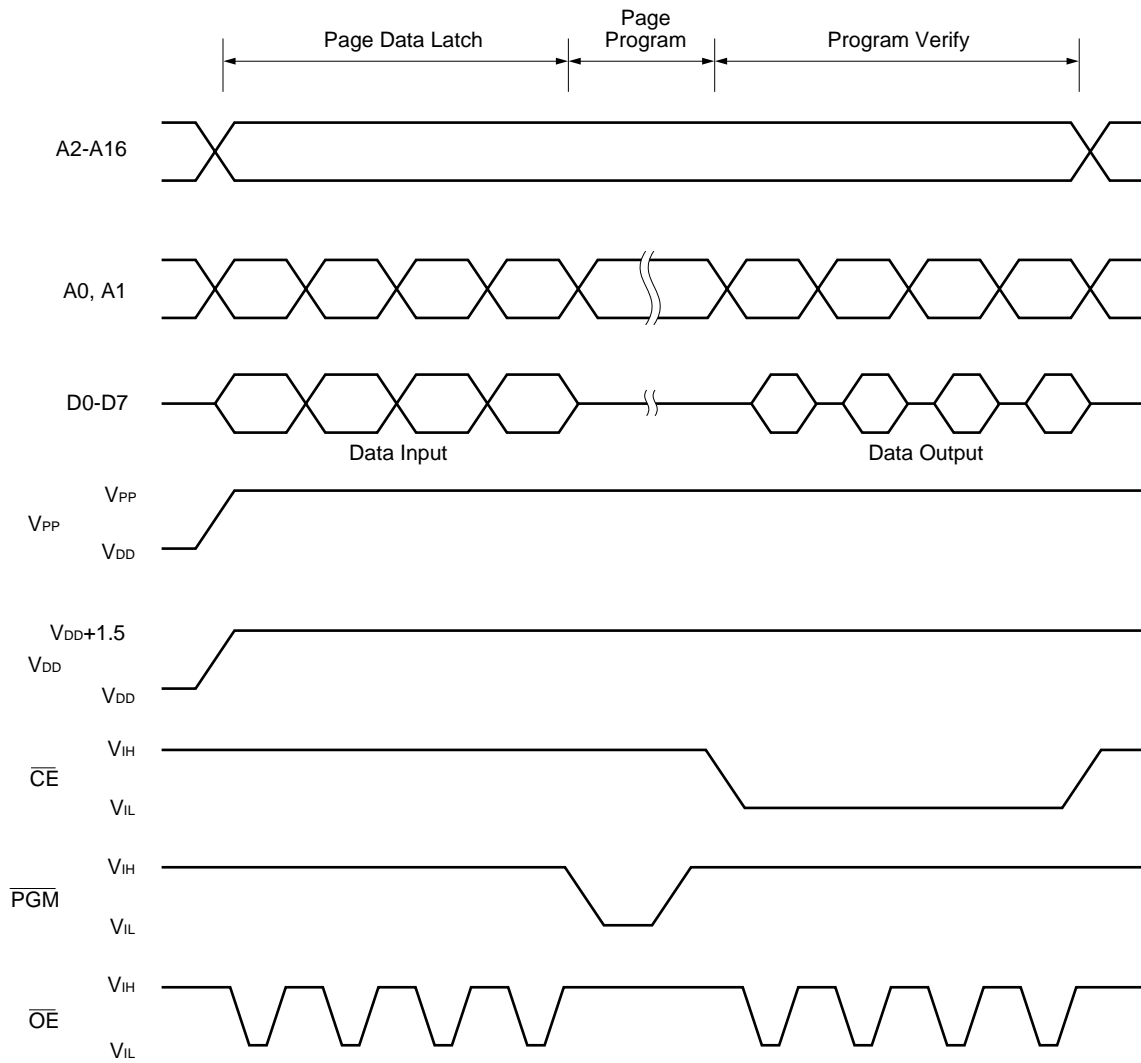 Page Data Latch
Page
Program
Program Verify
A2-A16
A0, A1
D0-D7
Data Input
Data Output
VPP
VPP
VDD
VDD+1.5
VDD
VDD
VIH
CE
VIL
VIH
PGM
VIL
VIH
OE
VIL